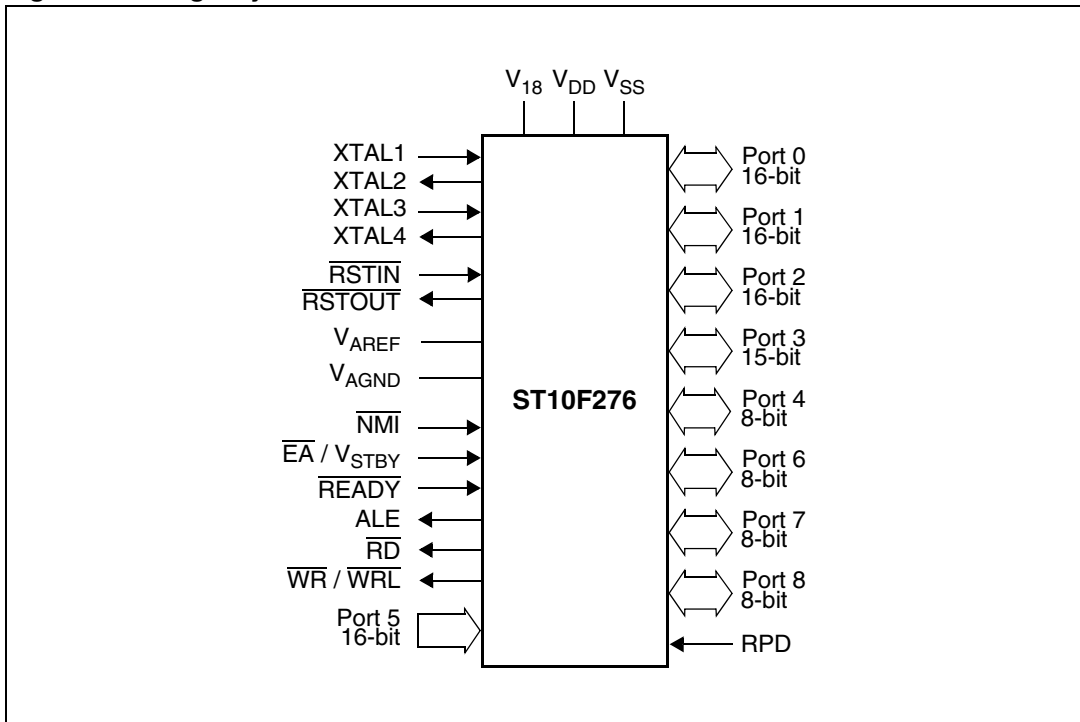 V18 VDD VSS
XTAL1
XTAL2
XTAL3
XTAL4
RSTIN
RSTOUT
VAREF
VAGND
NMI
EA / VSTBY
READY
ALE
RD
WR / WRL
Port 5
16-bit
ST10F276
Port 0
16-bit
Port 1
16-bit
Port 2
16-bit
Port 3
15-bit
Port 4
8-bit
Port 6
8-bit
Port 7
8-bit
Port 8
8-bit
RPD